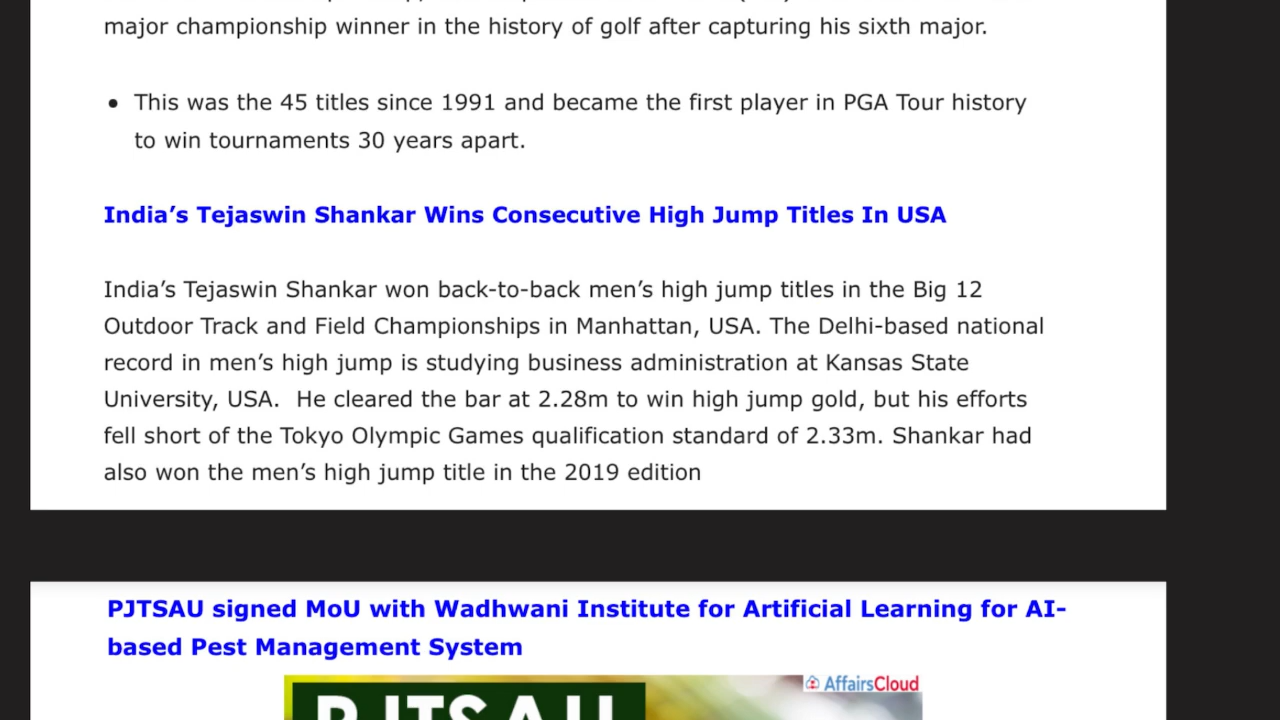 major championship winner in the history of golf after capturing his sixth major.
• This was the 45 titles since 1991 and became the first player in PGA Tour history
to win tournaments 30 years apart.
India’s Tejaswin Shankar Wins Consecutive High Jump Titles In USA
India’s Tejaswin Shankar won back-to-back men’s high jump titles in the Big 12
Outdoor Track and Field Championships in Manhattan, USA. The Delhi-based national
record in men’s high jump is studying business administration at Kansas State
University, USA.  He cleared the bar at 2.28m to win high jump gold, but his efforts
fell short of the Tokyo Olympic Games qualification standard of 2.33m. Shankar had
also won the men’s high jump title in the 2019 edition
PJTSAU signed MoU with Wadhwani Institute for Artificial Learning for AI-
based Pest Management System
AffairsCloud
PJTSAU